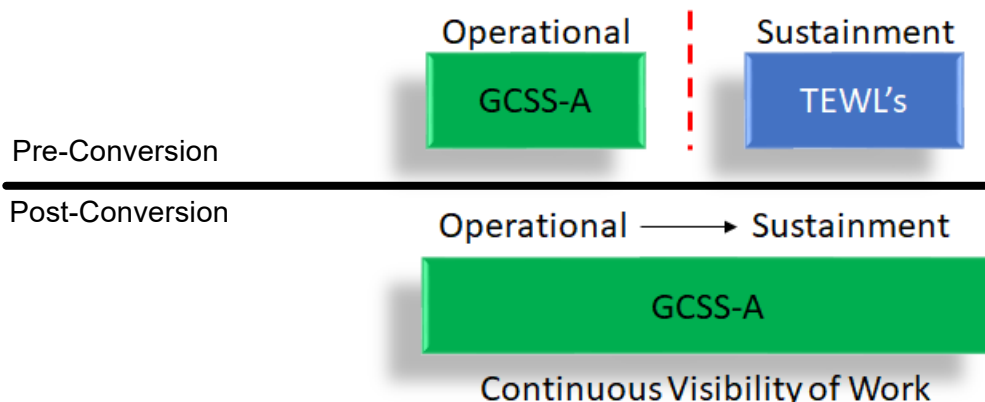 Operational Sustainment
GCSS-A TEWL's
Pre-Conversion
Post-Conversion
Operational Sustainment
GCSS-A
Continuous Visibility of Work